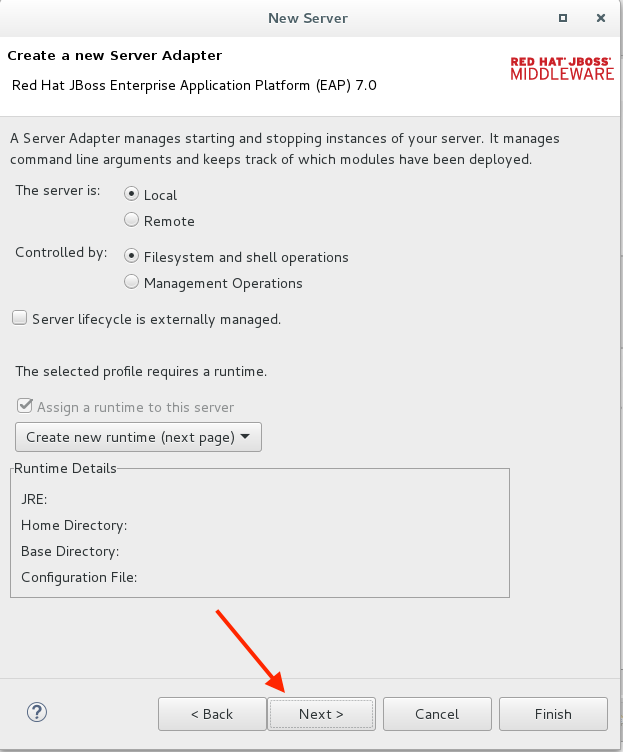 New Server
Create a new Server Adapter
Red Hat JBoss Enterprise Application Platform (EAP) 7.0
RED HAT® JBOSS®
MIDDLEWARE
A Server Adapter manages starting and stopping instances of your server. It manages
command line arguments and keeps track of which modules have been deployed.
The server is:
Local
Remote
Controlled by:
Filesystem and shell operations
Management Operations
Server lifecycle is externally managed.
The selected profile requires a runtime.
Assign a runtime to this server
Create new runtime (next page)
Runtime Details
JRE:
Home Directory:
Base Directory:
Configuration File:
?
< Back
Next >
Cancel
Finish